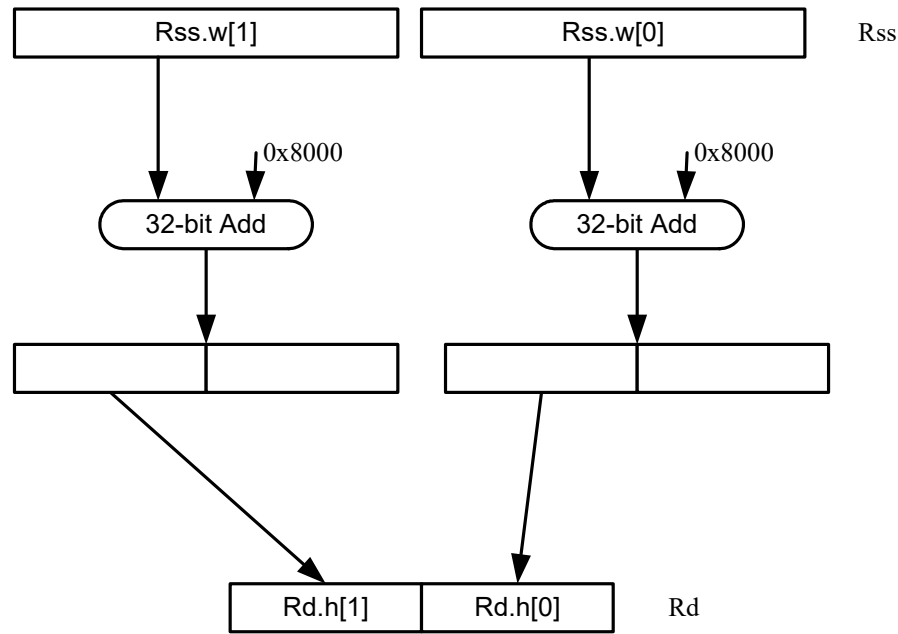 Rss.w[1] Rss.w[0] Rss
0x8000 0x8000
32-bit Add 32-bit Add
Rd.h[1] Rd.h[0] Rd